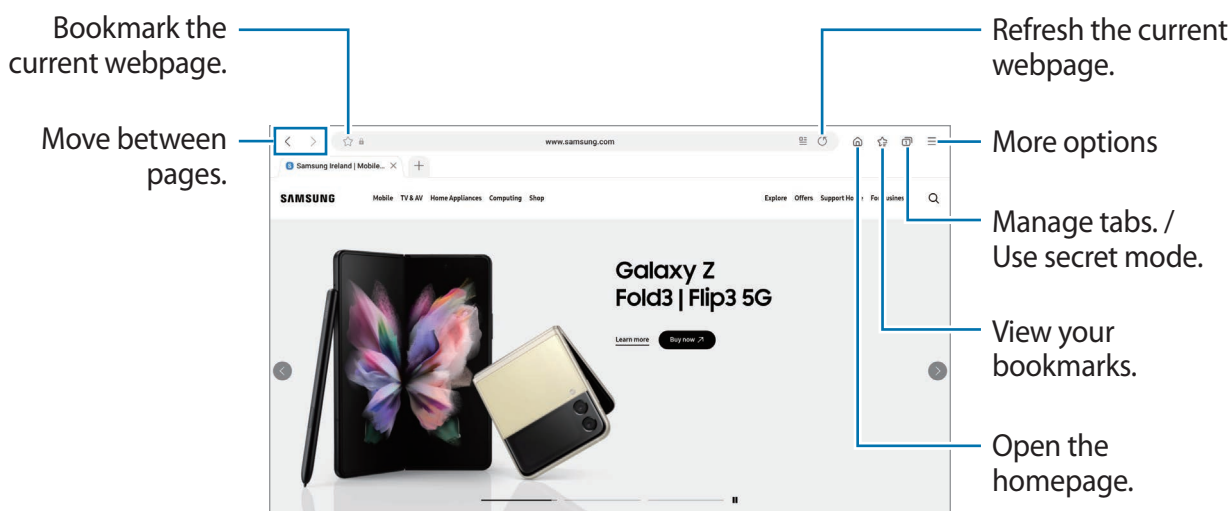 Bookmark the
current webpage.
Refresh the current
webpage.
Move between
pages.
www.samsung.com
More options
Samsung Ireland | Mobile...
SAMSUNG Mobile TV & AV Home Appliances Computing Shop Explore Offers Support
Manage tabs. /
Use secret mode.
Galaxy Z
Fold3 | Flip3 5G
Learn more Buy now
View your
bookmarks.
Open the
homepage.